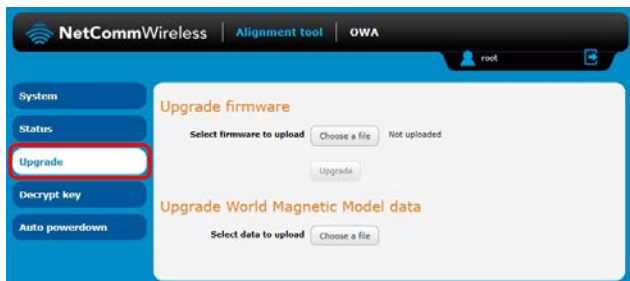 NetCommWireless Alignment tool OWA
root
System
Status
Upgrade
Decrypt key
Auto powerdown
Upgrade firmware
Select firmware to upload Choose a file Not uploaded
Upgrade
Upgrade World Magnetic Model data
Select data to upload Choose a file